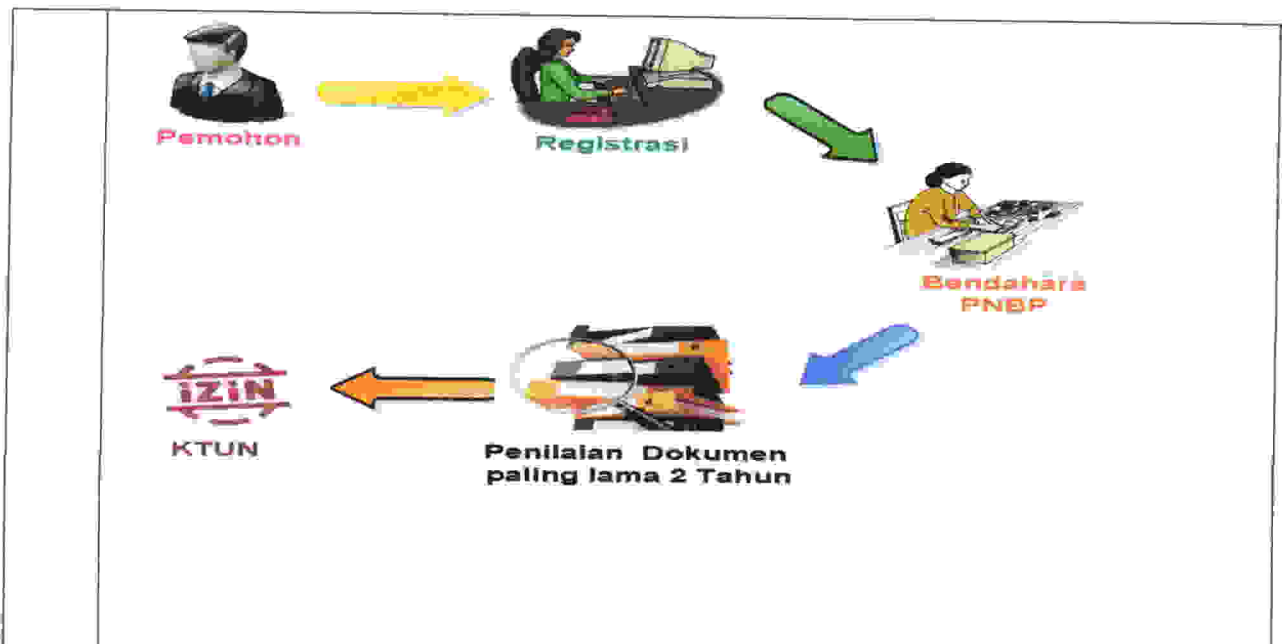 Pemohon
Registrasi
Bendahara
PNBP
iZiN
KTUN
Penilaian Dokumen
paling lama 2 Tahun